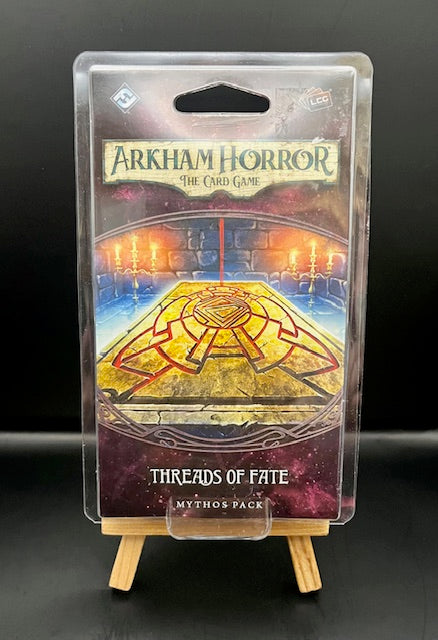 LCG
ARKHAM HORROR
THE CARD GAME
THREADS OF FATE
MYTHOS PACK